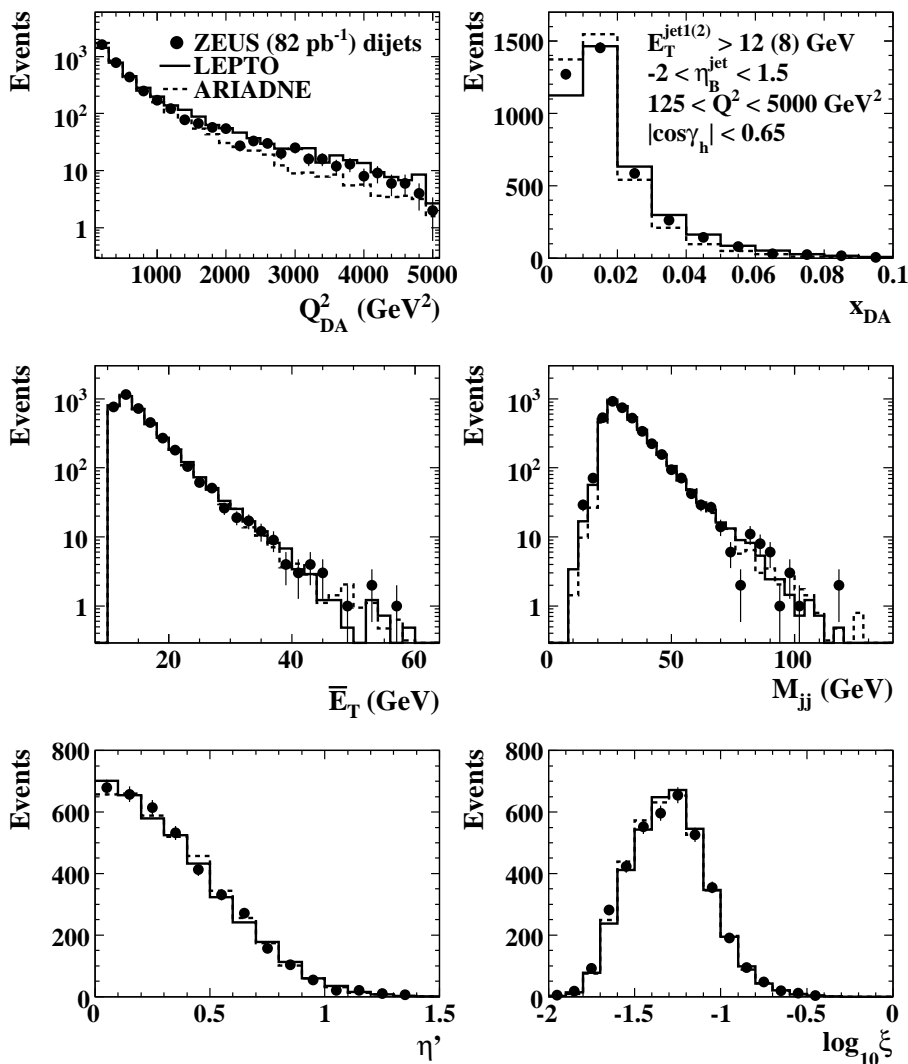 Events
10³
10²
10
1
ZEUS (82 pb⁻¹) dijets
LEPTO
ARIADNE
1000 2000 3000 4000 5000
Q²_DA (GeV²)
Events
1500
1000
500
0
E_T^jet1(2) > 12 (8) GeV
-2 < η_B^jet < 1.5
125 < Q² < 5000 GeV²
|cosγ_h| < 0.65
0 0.02 0.04 0.06 0.08 0.1
x_DA
Events
10³
10²
10
1
20 40 60
E̅_T (GeV)
Events
10³
10²
10
1
0 50 100
M_jj (GeV)
Events
800
600
400
200
0
0 0.5 1 1.5
η’
Events
800
600
400
200
0
-2 -1.5 -1 -0.5 0
log₁₀ξ